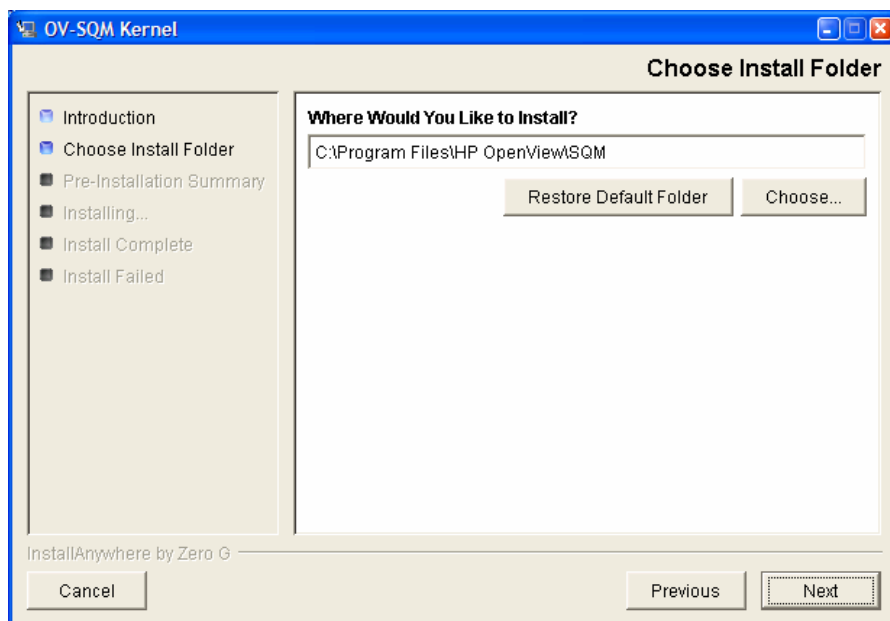 OV-SQM Kernel
Choose Install Folder
Introduction
Choose Install Folder
Pre-Installation Summary
Installing...
Install Complete
Install Failed
Where Would You Like to Install?
C:\Program Files\HP OpenView\SQM
Restore Default Folder
Choose...
InstallAnywhere by Zero G
Cancel
Previous
Next